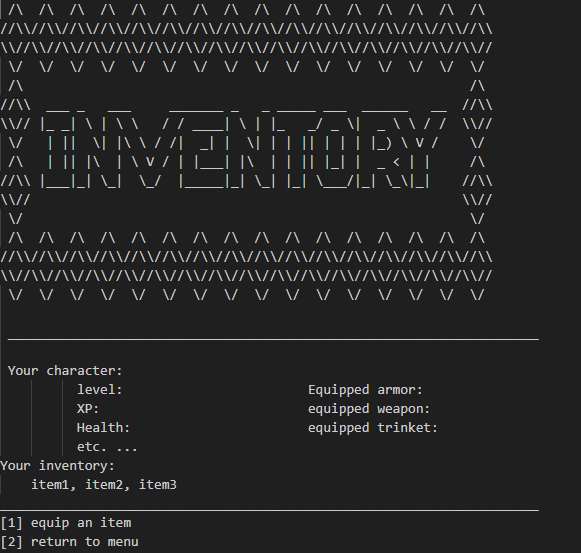 INVENTORY
Your character:
level: Equipped armor:
XP: equipped weapon:
Health: equipped trinket:
etc. ...
Your inventory:
item1, item2, item3
[1] equip an item
[2] return to menu